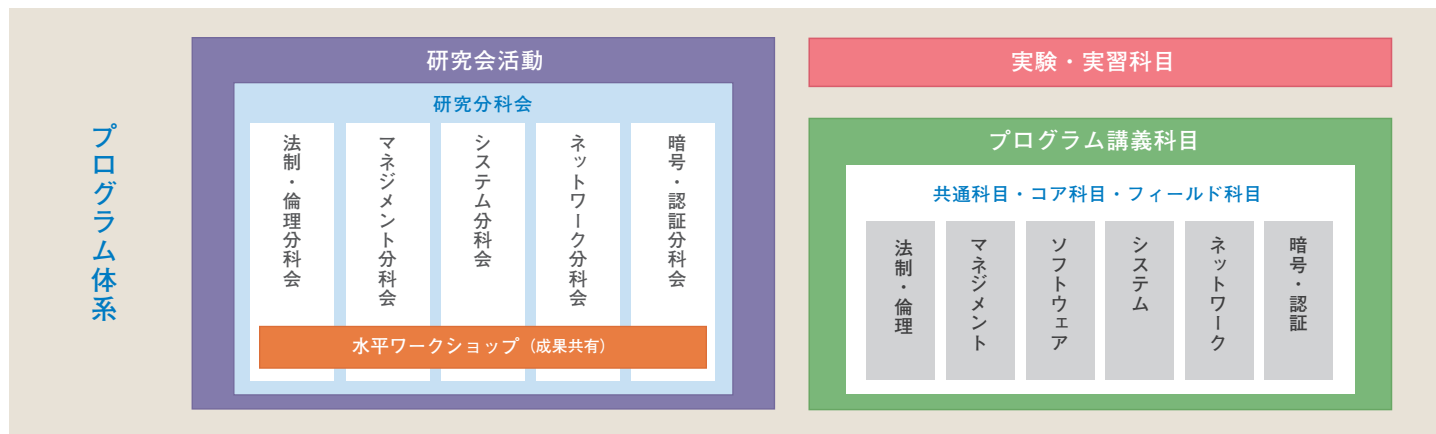 プログラム体系
研究会活動
研究分科会
法制・倫理分科会
マネジメント分科会
システム分科会
ネットワーク分科会
暗号・認証分科会
水平ワークショップ（成果共有）
実験・実習科目
プログラム講義科目
共通科目・コア科目・フィールド科目
法制・倫理
マネジメント
ソフトウェア
システム
ネットワーク
暗号・認証